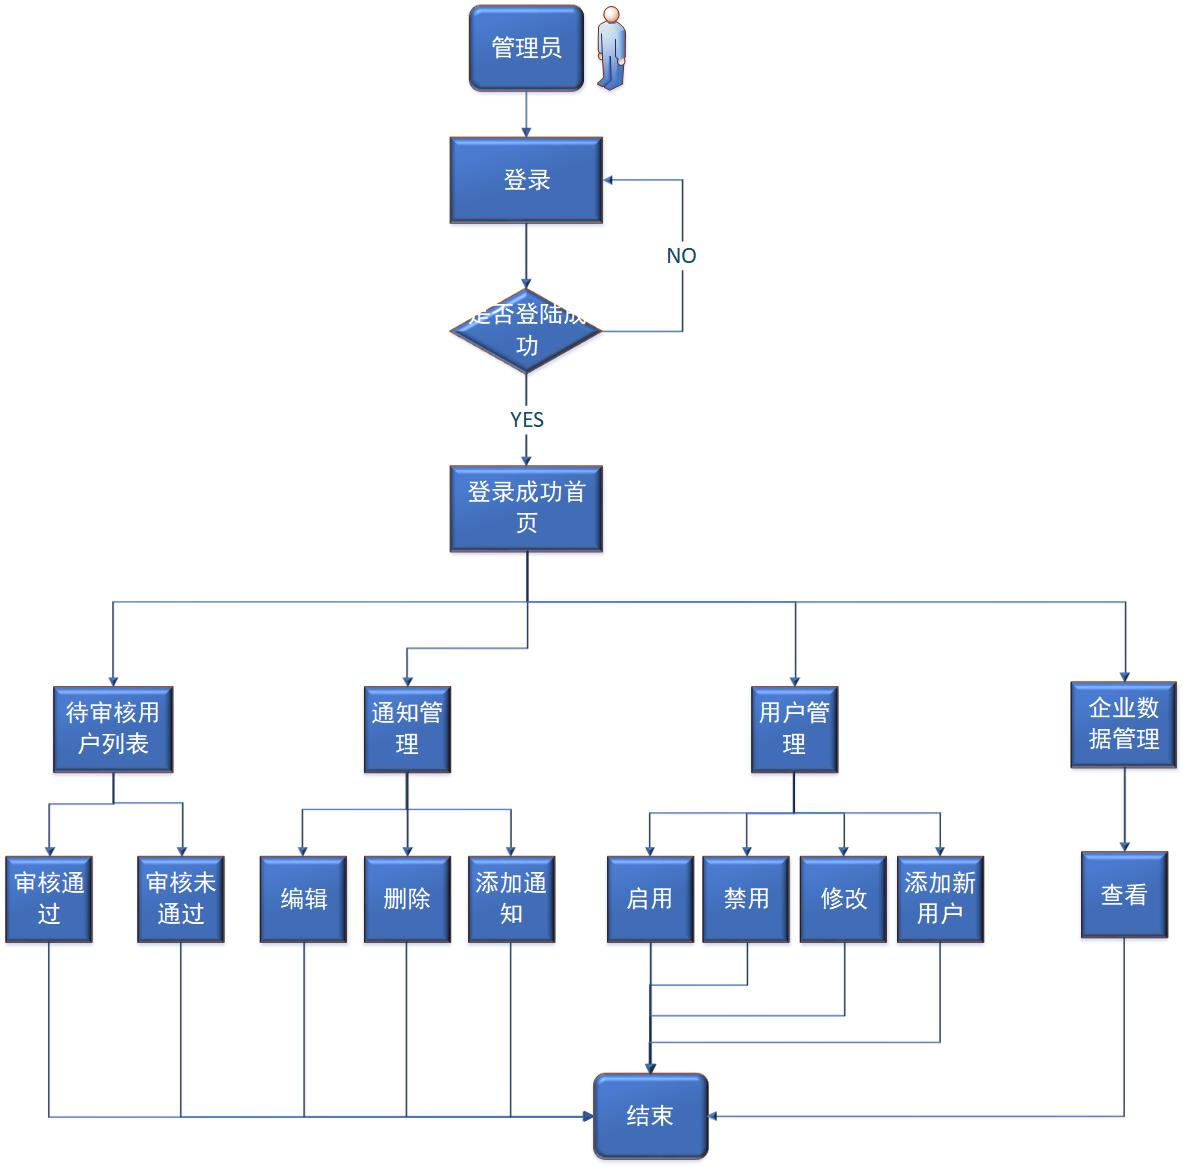 管理员
登录
NO
是否登陆成
功
YES
登录成功首
页
待审核用
户列表
通知管
理
用户管
理
企业数
据管理
审核通
过
审核未
通过
编辑
删除
添加通
知
启用
禁用
修改
添加新
用户
查看
结束